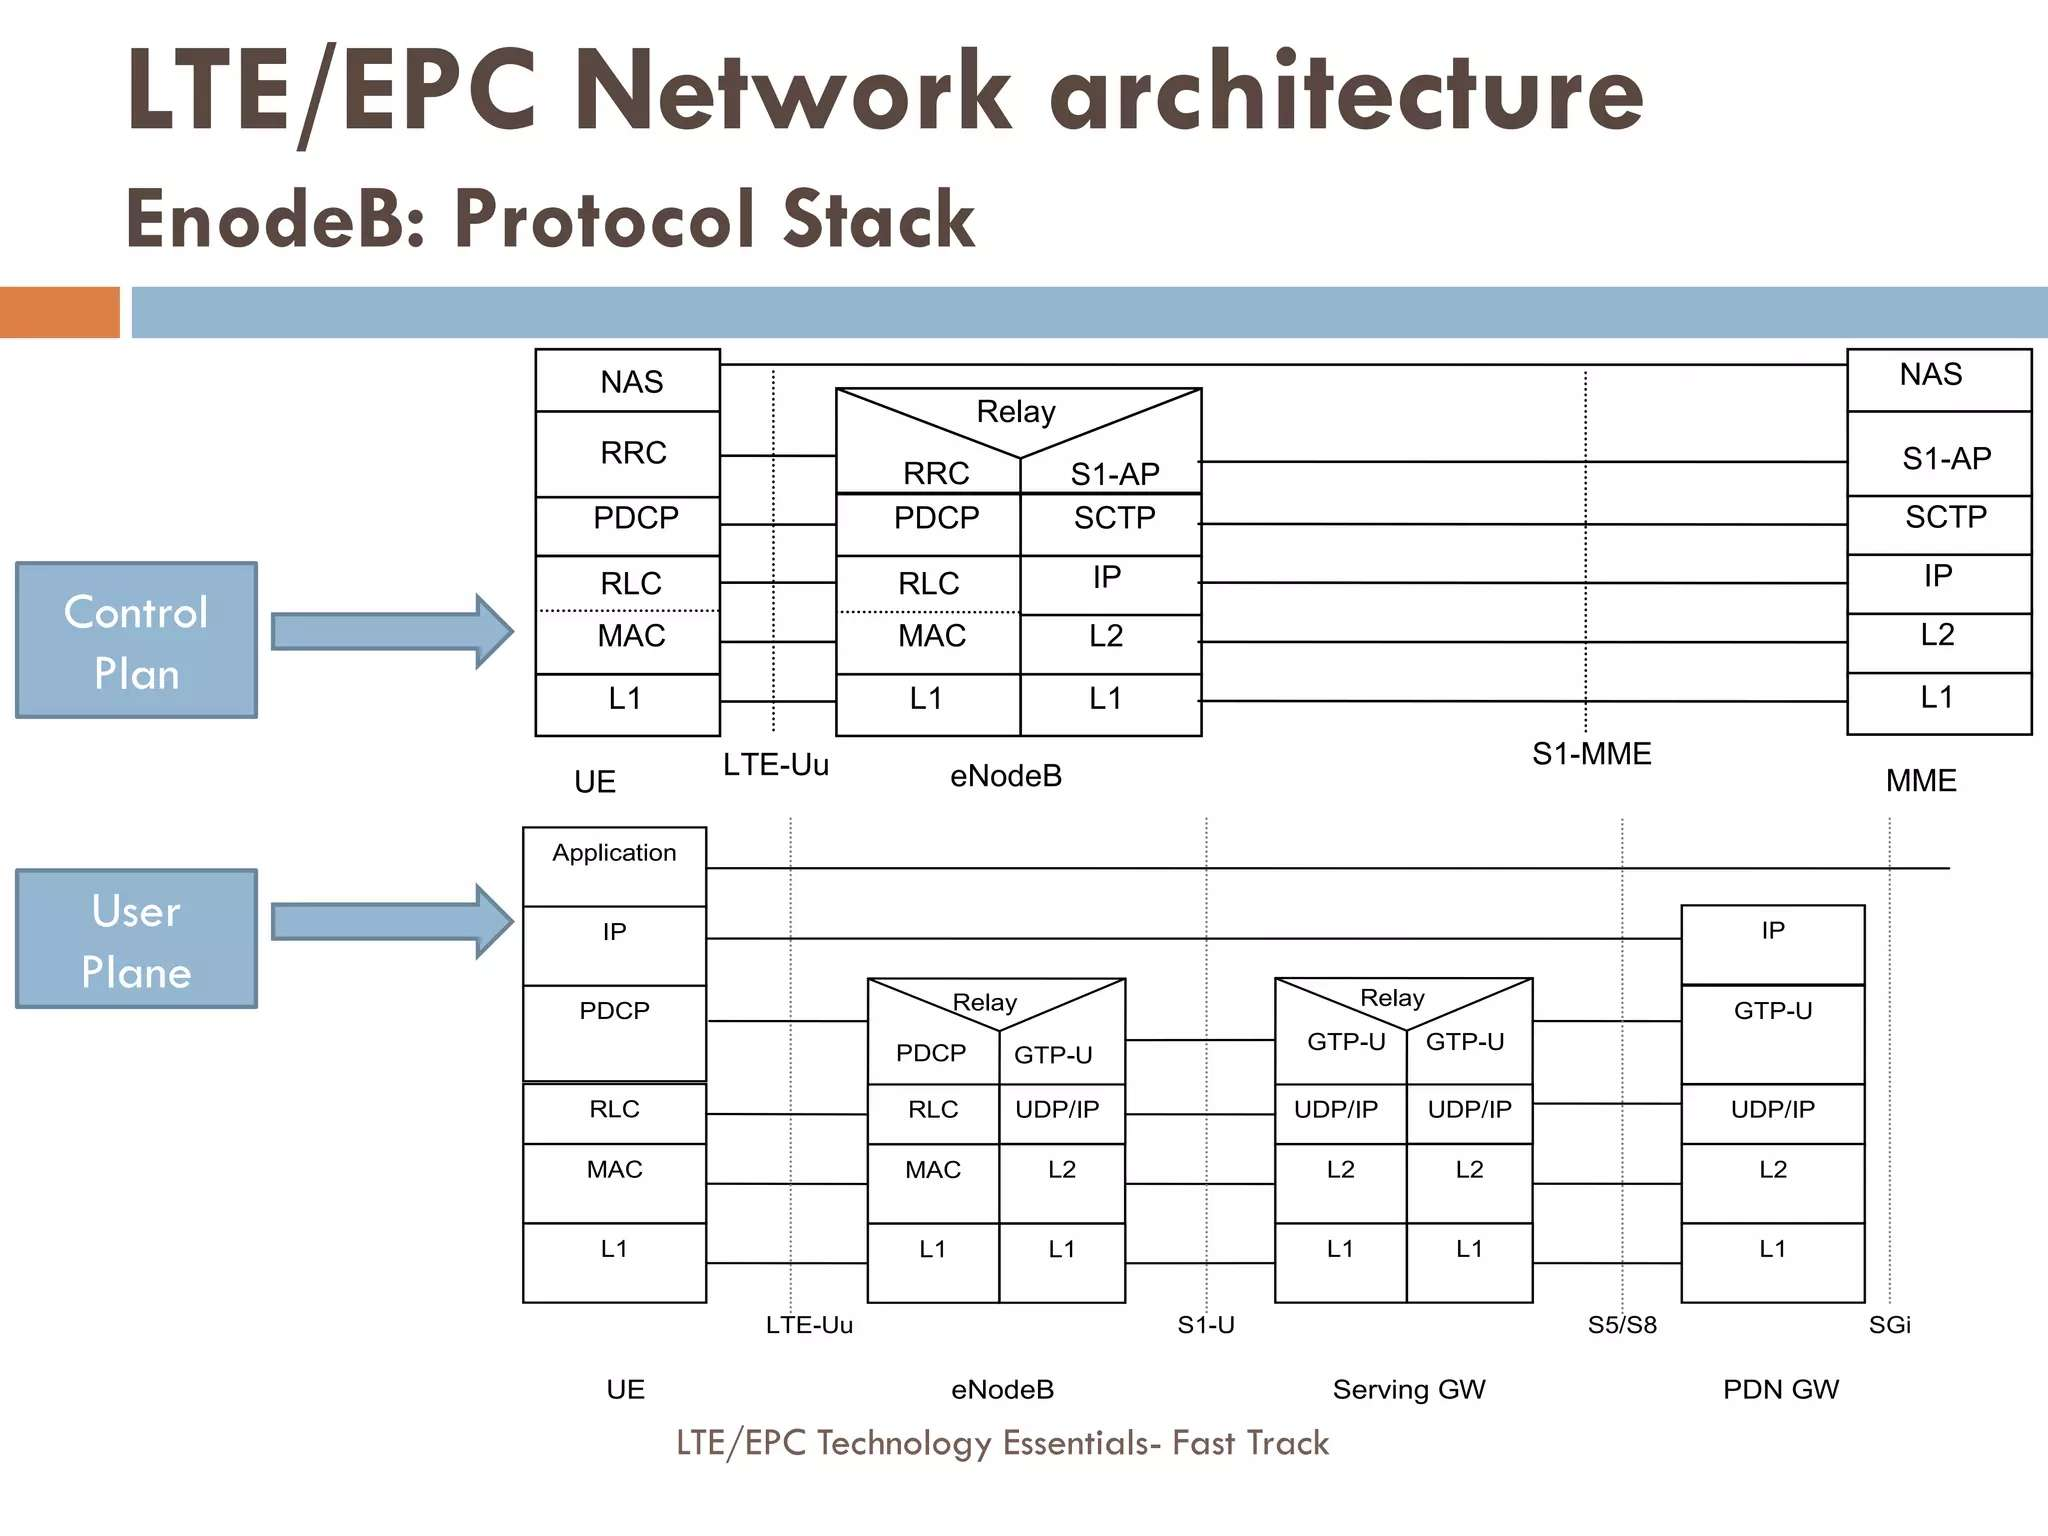 LTE/EPC Network architecture
EnodeB: Protocol Stack
Control
Plan
NAS
RRC
PDCP
RLC
MAC
L1
UE
LTE-Uu
Relay
RRC S1-AP
PDCP SCTP
RLC IP
MAC L2
L1 L1
eNodeB
S1-MME
NAS
S1-AP
SCTP
IP
L2
L1
MME
User
Plane
Application
IP
PDCP
RLC
MAC
L1
LTE-Uu
UE
Relay
PDCP GTP-U
RLC UDP/IP
MAC L2
L1 L1
eNodeB
S1-U
Relay
GTP-U GTP-U
UDP/IP UDP/IP
L2 L2
L1 L1
Serving GW
S5/S8
IP
GTP-U
UDP/IP
L2
L1
PDN GW
SGi
LTE/EPC Technology Essentials- Fast Track